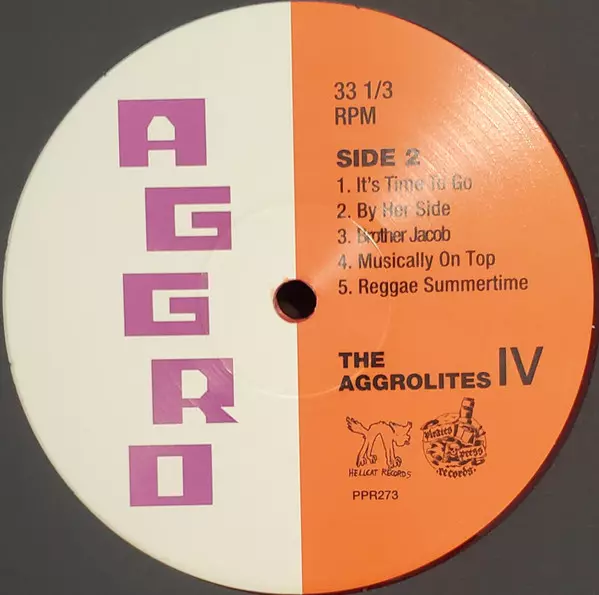 AGGRO
33 1/3
RPM
SIDE 2
1. It's Time To Go
2. By Her Side
3. Brother Jacob
4. Musically On Top
5. Reggae Summertime
THE
AGGROLITES IV
HELLCAT RECORDS
Pirates
Press
records.
PPR273